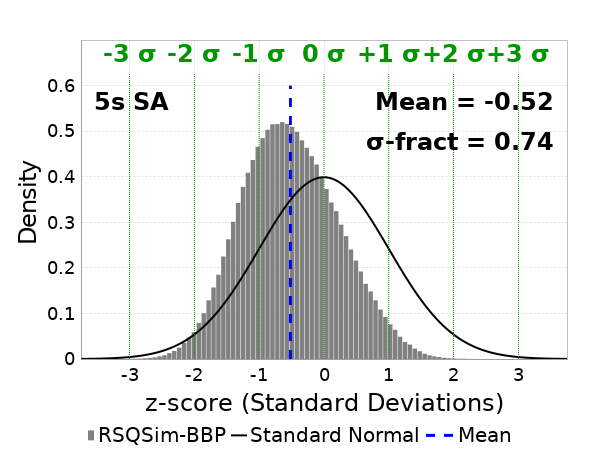 -3 σ -2 σ -1 σ 0 σ +1 σ +2 σ +3 σ
0.6
5s SA
Mean = -0.52
0.5
σ-fract = 0.74
0.4
0.3
0.2
0.1
0
Density
-3 -2 -1 0 1 2 3
z-score (Standard Deviations)
RSQSim-BBP Standard Normal Mean